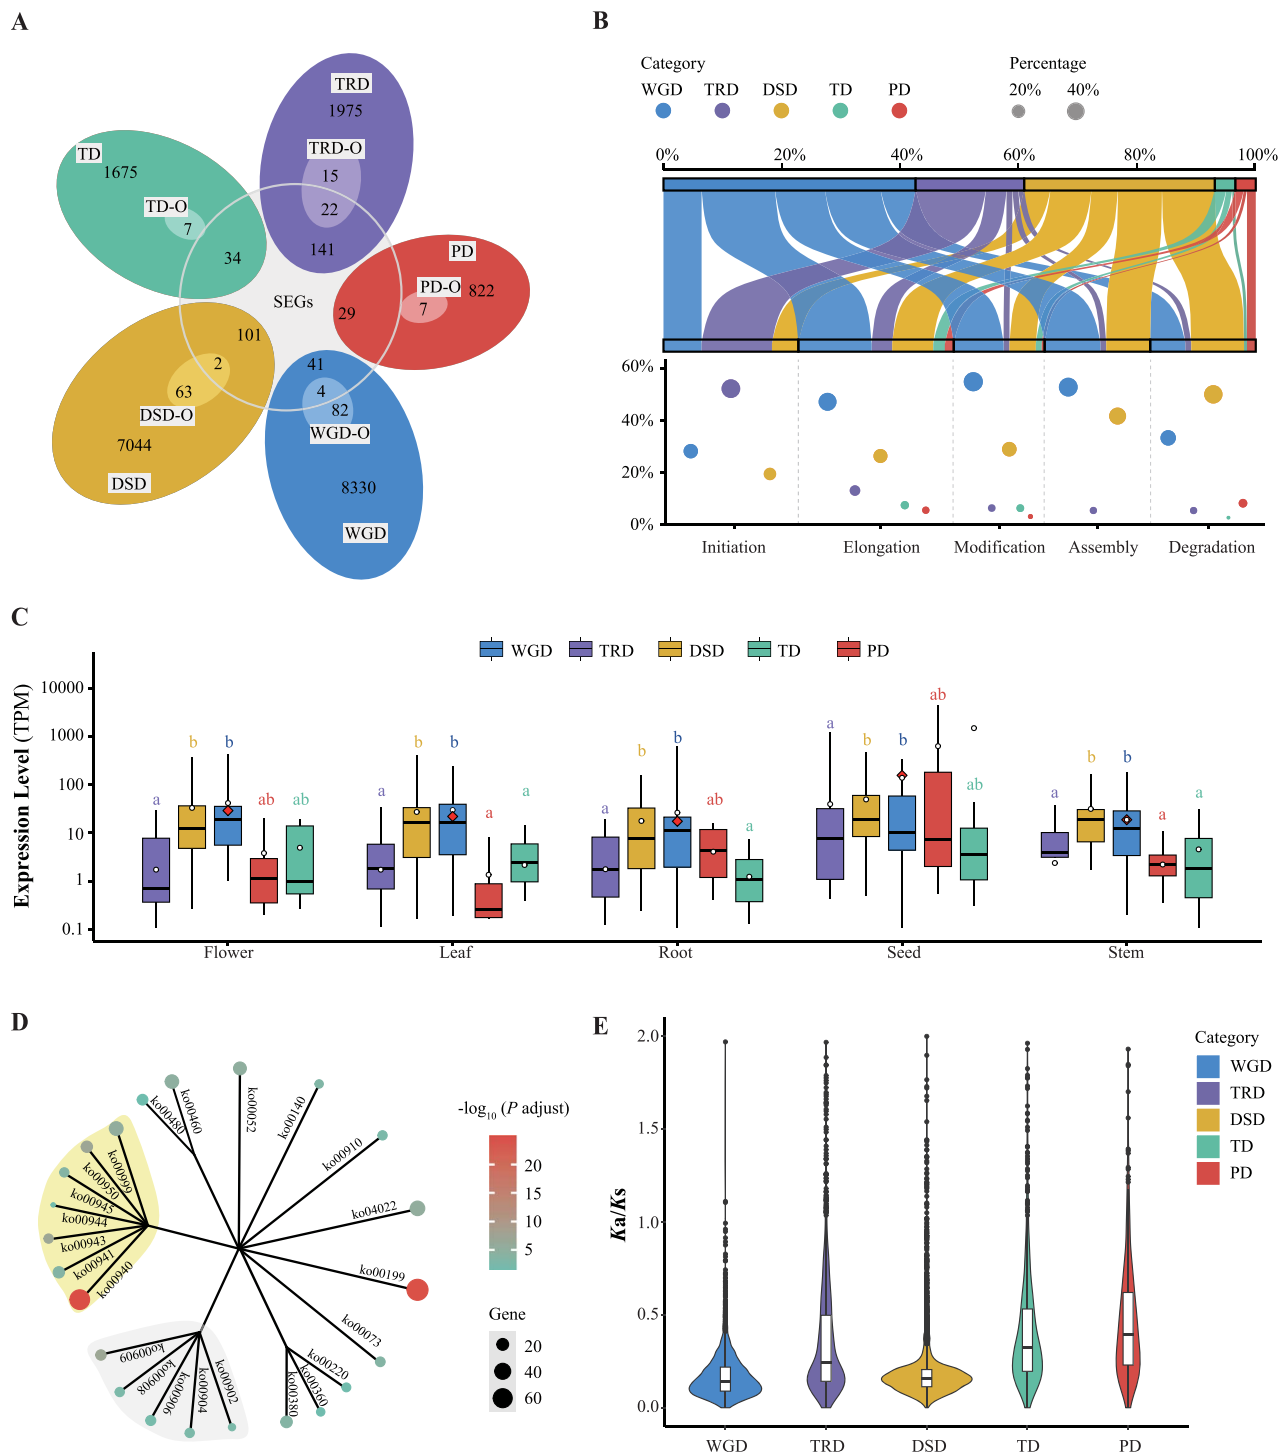 A
TRD
1975
TRD-O
15
22
141
TD
1675
TD-O
7
34
PD
822
PD-O
7
29
SEGs
101
2
63
DSD-O
7044
DSD
41
4
82
WGD-O
8330
WGD
B
Category
Percentage
WGD TRD DSD TD PD
20% 40%
0% 20% 40% 60% 80% 100%
60%
40%
20%
0%
Initiation Elongation Modification Assembly Degradation
C
WGD TRD DSD TD PD
Expression Level (TPM)
10000
1000
100
10
1
0.1
a b b ab ab
a b b a a
a b b ab a
a b b ab ab
a b b a a
Flower Leaf Root Seed Stem
D
ko00480
ko00460
ko00052
ko00140
ko00910
ko04022
ko00199
ko00073
ko00220
ko00360
ko00380
ko00902
ko00904
ko00906
ko00908
ko00909
ko00940
ko00941
ko00943
ko00944
ko00945
ko00950
ko00999
-log10 (P adjust)
20
15
10
5
Gene
20
40
60
E
Ka/Ks
2.0
1.5
1.0
0.5
0.0
WGD TRD DSD TD PD
Category
WGD
TRD
DSD
TD
PD